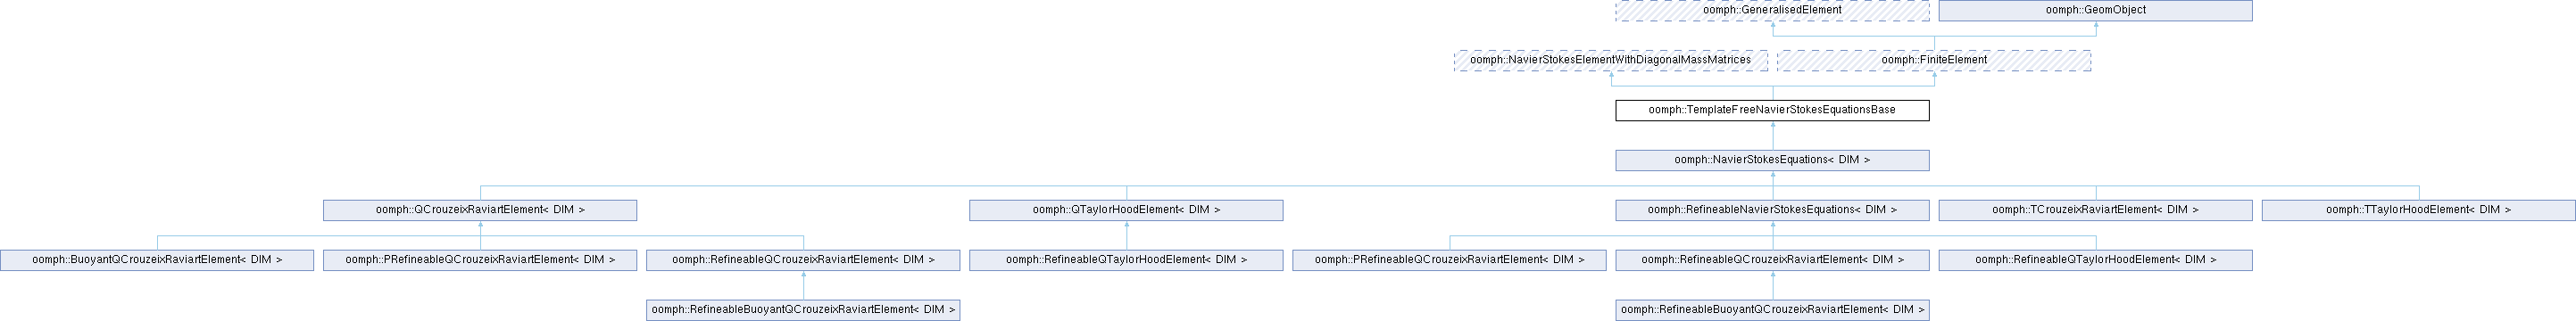 oomph::GeneralisedElement
oomph::GeomObject
oomph::NavierStokesElementWithDiagonalMassMatrices
oomph::FiniteElement
oomph::TemplateFreeNavierStokesEquationsBase
oomph::NavierStokesEquations< DIM >
oomph::QCrouzeixRaviartElement< DIM >
oomph::QTaylorHoodElement< DIM >
oomph::RefineableNavierStokesEquations< DIM >
oomph::TCrouzeixRaviartElement< DIM >
oomph::TTaylorHoodElement< DIM >
oomph::BuoyantQCrouzeixRaviartElement< DIM >
oomph::PRefineableQCrouzeixRaviartElement< DIM >
oomph::RefineableQCrouzeixRaviartElement< DIM >
oomph::RefineableQTaylorHoodElement< DIM >
oomph::PRefineableQCrouzeixRaviartElement< DIM >
oomph::RefineableQCrouzeixRaviartElement< DIM >
oomph::RefineableQTaylorHoodElement< DIM >
oomph::RefineableBuoyantQCrouzeixRaviartElement< DIM >
oomph::RefineableBuoyantQCrouzeixRaviartElement< DIM >